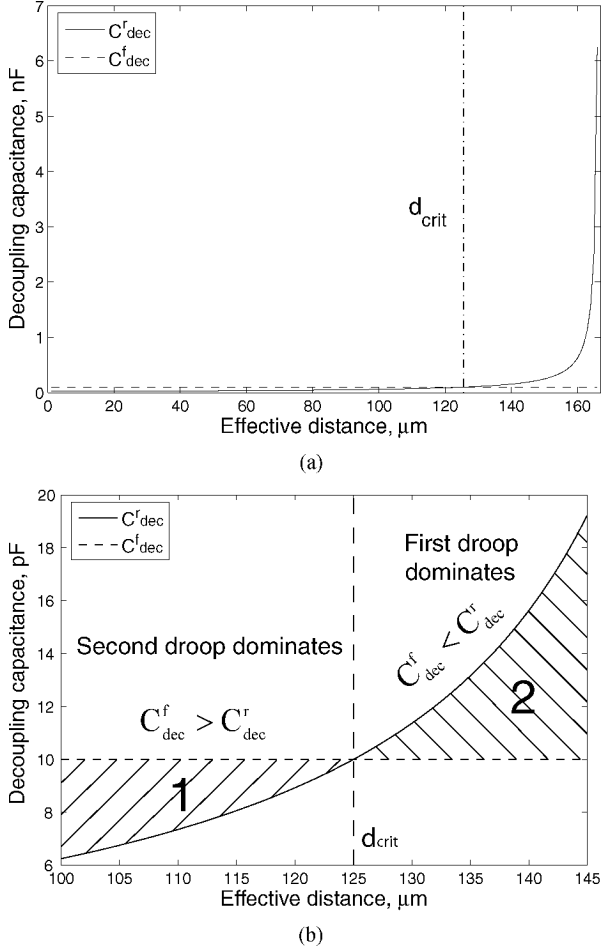 7
6
5
4
3
2
1
0
Decoupling capacitance, nF
C^r_dec
C^f_dec
d_crit
0 20 40 60 80 100 120 140 160
Effective distance, μm
(a)
20
18
16
14
12
10
8
6
Decoupling capacitance, pF
C^r_dec
C^f_dec
First droop
dominates
Second droop dominates
C^f_dec < C^r_dec
C^f_dec > C^r_dec
1
2
d_crit
100 105 110 115 120 125 130 135 140 145
Effective distance, μm
(b)